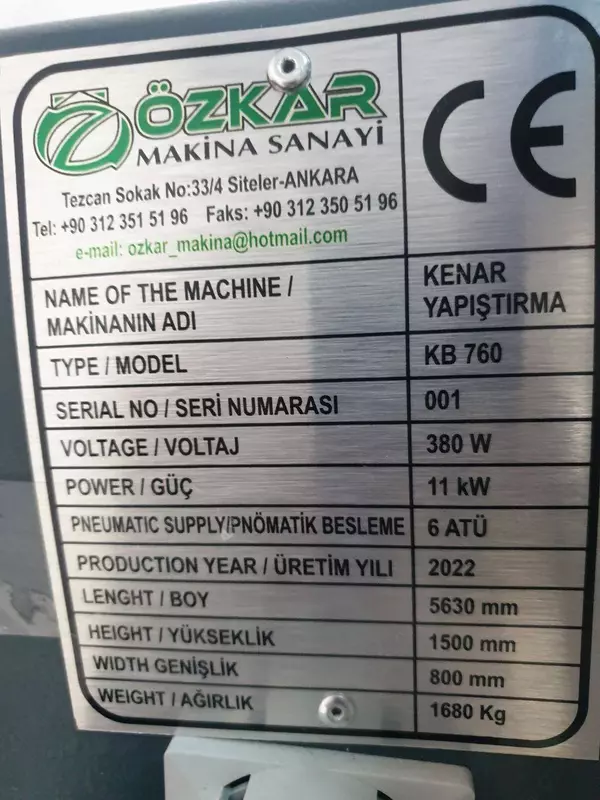 ÖZKAR
MAKİNA SANAYİ
Tezcan Sokak No:33/4 Siteler-ANKARA
Tel: +90 312 351 51 96 Faks: +90 312 350 51 96
e-mail: ozkar_makina@hotmail.com
CE
NAME OF THE MACHINE /
MAKİNANIN ADI
KENAR
YAPIŞTIRMA
TYPE / MODEL KB 760
SERIAL NO / SERİ NUMARASI 001
VOLTAGE / VOLTAJ 380 W
POWER / GÜÇ 11 kW
PNEUMATIC SUPPLY/PNÖMATİK BESLEME 6 ATÜ
PRODUCTION YEAR / ÜRETİM YILI 2022
LENGHT / BOY 5630 mm
HEIGHT / YÜKSEKLİK 1500 mm
WIDTH GENİŞLİK 800 mm
WEIGHT / AĞIRLIK 1680 Kg